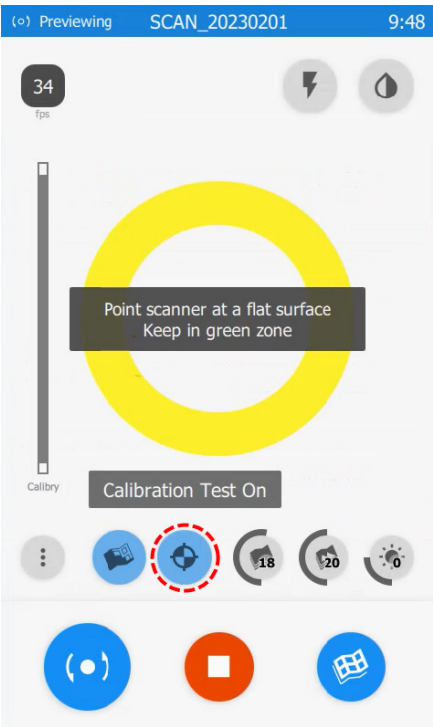 Previewing SCAN_20230201 9:48
34
fps
Point scanner at a flat surface
Keep in green zone
Calibry
Calibration Test On
18 20 0